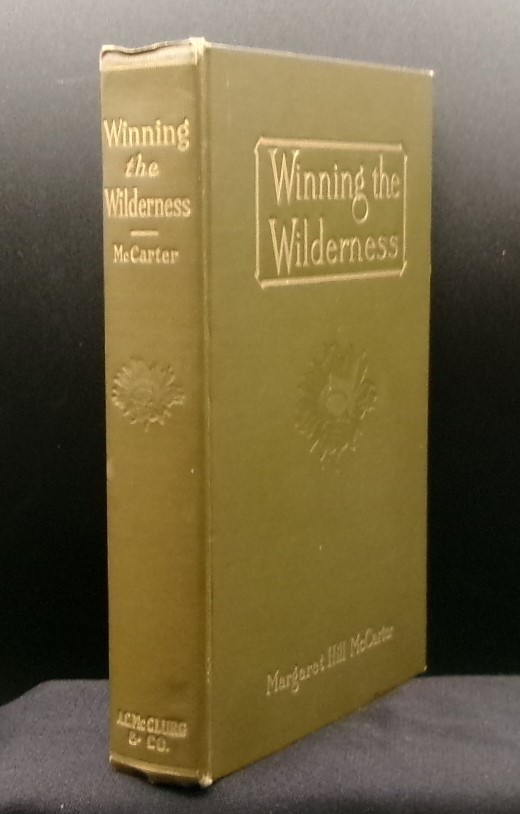 Winning
the
Wilderness
McCarter
A.C. McCLURG
& CO.
Winning the
Wilderness
Margaret Hill McCarter